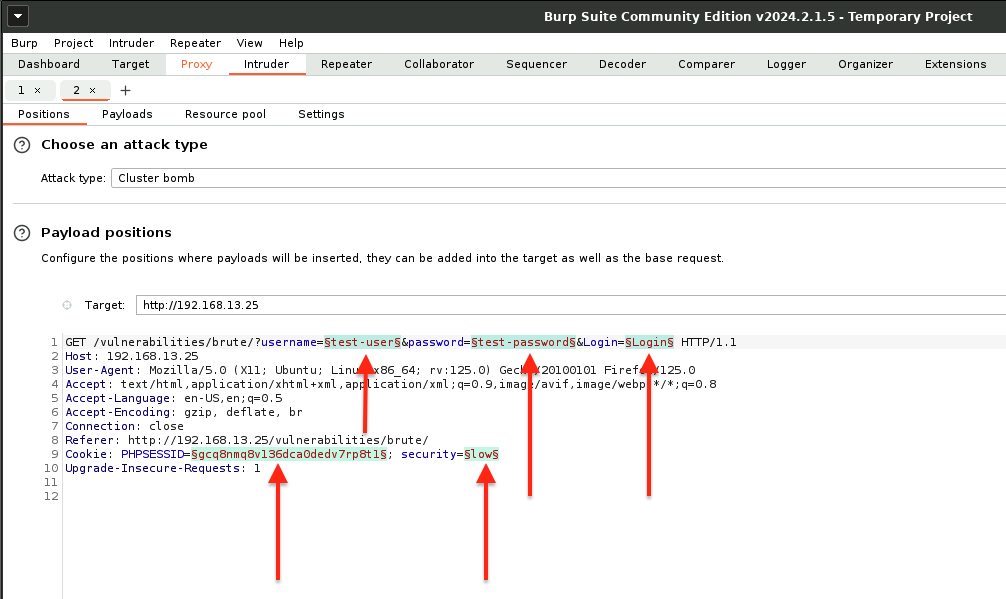 Burp Suite Community Edition v2024.2.1.5 - Temporary Project
Burp Project Intruder Repeater View Help
Dashboard Target Proxy Intruder Repeater Collaborator Sequencer Decoder Comparer Logger Organizer Extensions
1 × 2 × +
Positions Payloads Resource pool Settings
? Choose an attack type
Attack type: Cluster bomb
? Payload positions
Configure the positions where payloads will be inserted, they can be added into the target as well as the base request.
Target: http://192.168.13.25
1 GET /vulnerabilities/brute/?username=§test-user§&password=§test-password§&Login=§Login§ HTTP/1.1
2 Host: 192.168.13.25
3 User-Agent: Mozilla/5.0 (X11; Ubuntu; Linux x86_64; rv:125.0) Gecko/20100101 Firefox/125.0
4 Accept: text/html,application/xhtml+xml,application/xml;q=0.9,image/avif,image/webp,*/*;q=0.8
5 Accept-Language: en-US,en;q=0.5
6 Accept-Encoding: gzip, deflate, br
7 Connection: close
8 Referer: http://192.168.13.25/vulnerabilities/brute/
9 Cookie: PHPSESSID=§gcq8nmq8vl36dca0dedv7rp8t1§; security=§low§
10 Upgrade-Insecure-Requests: 1
11
12